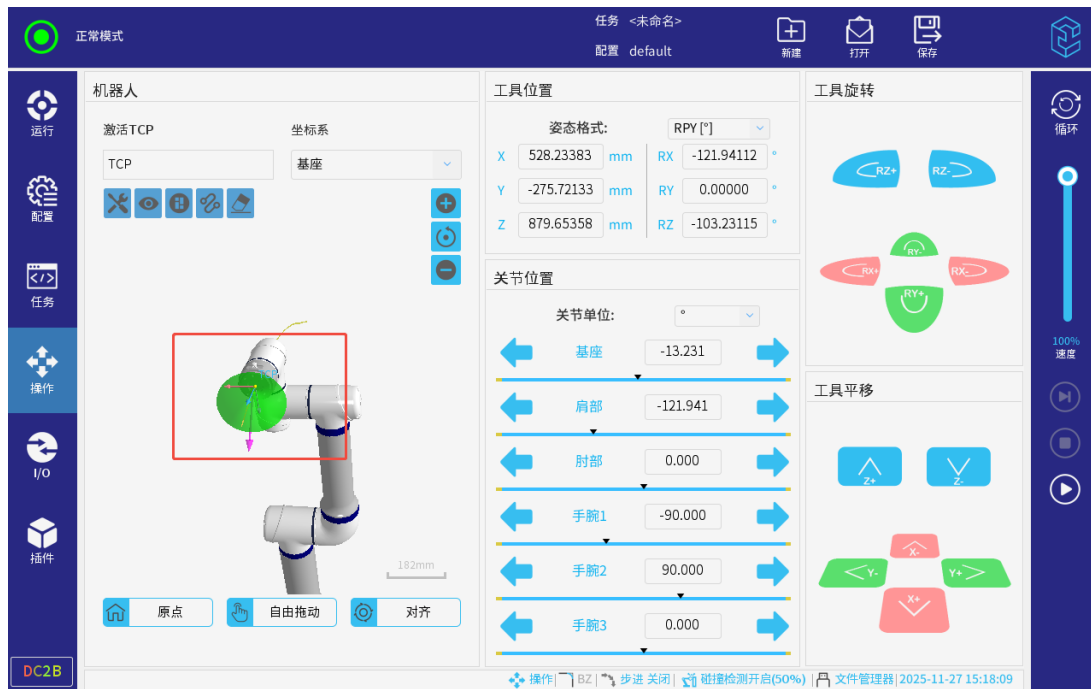 正常模式
任务 <未命名>
配置 default
新建
打开
保存
运行
配置
任务
操作
I/O
插件
DC2B
机器人
激活TCP
坐标系
TCP
基座
182mm
原点
自由拖动
对齐
工具位置
姿态格式: RPY [°]
X 528.23383 mm RX -121.94112 °
Y -275.72133 mm RY 0.00000 °
Z 879.65358 mm RZ -103.23115 °
关节位置
关节单位: °
基座 -13.231
肩部 -121.941
肘部 0.000
手腕1 -90.000
手腕2 90.000
手腕3 0.000
工具旋转
RZ+ RZ-
RY-
RX+ RX-
RY+
工具平移
Z+ Z-
X-
Y- Y+
X+
循环
100%
速度
操作| BZ | 步进 关闭| 碰撞检测开启(50%) | 文件管理器|2025-11-27 15:18:09